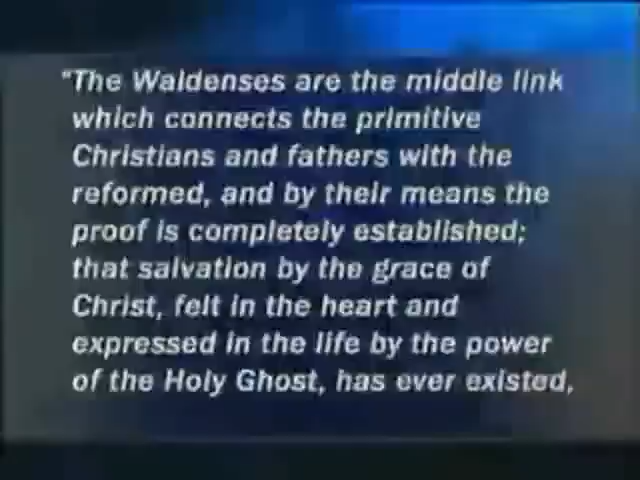 "The Waldenses are the middle link
which connects the primitive
Christians and fathers with the
reformed, and by their means the
proof is completely established;
that salvation by the grace of
Christ, felt in the heart and
expressed in the life by the power
of the Holy Ghost, has ever existed,